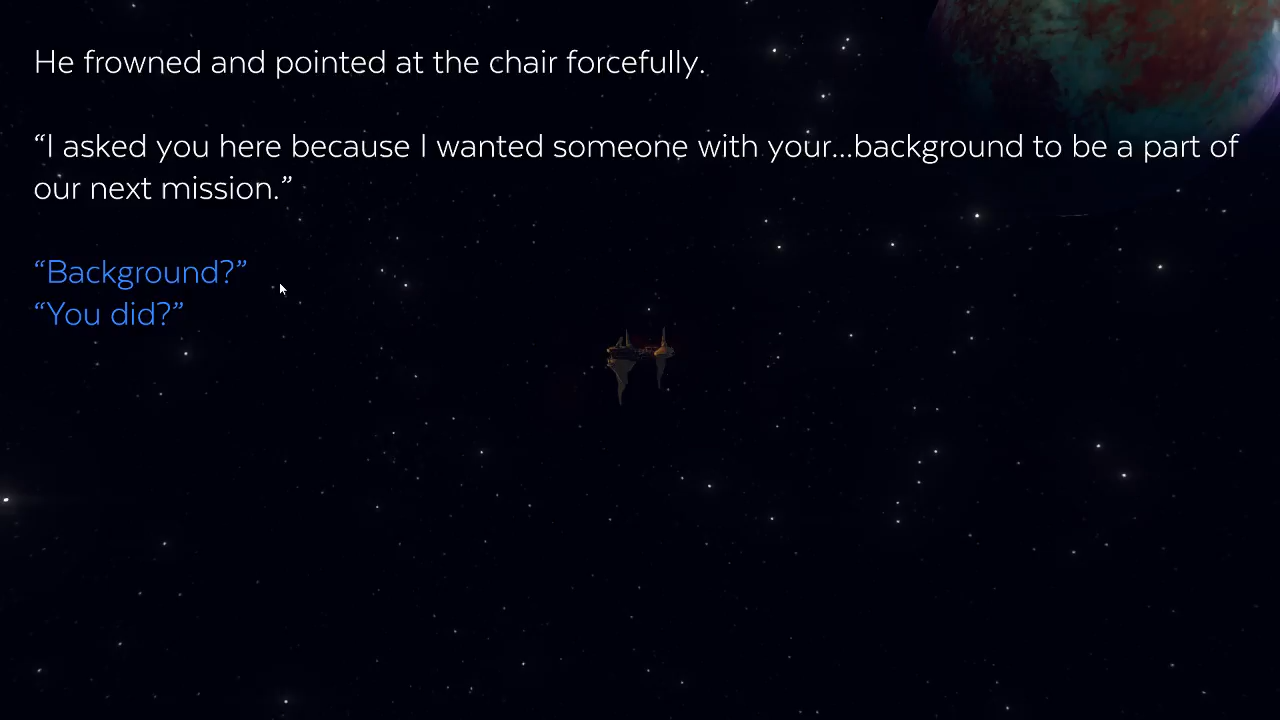 He frowned and pointed at the chair forcefully.
“I asked you here because I wanted someone with your...background to be a part of
our next mission.”
“Background?”
“You did?”